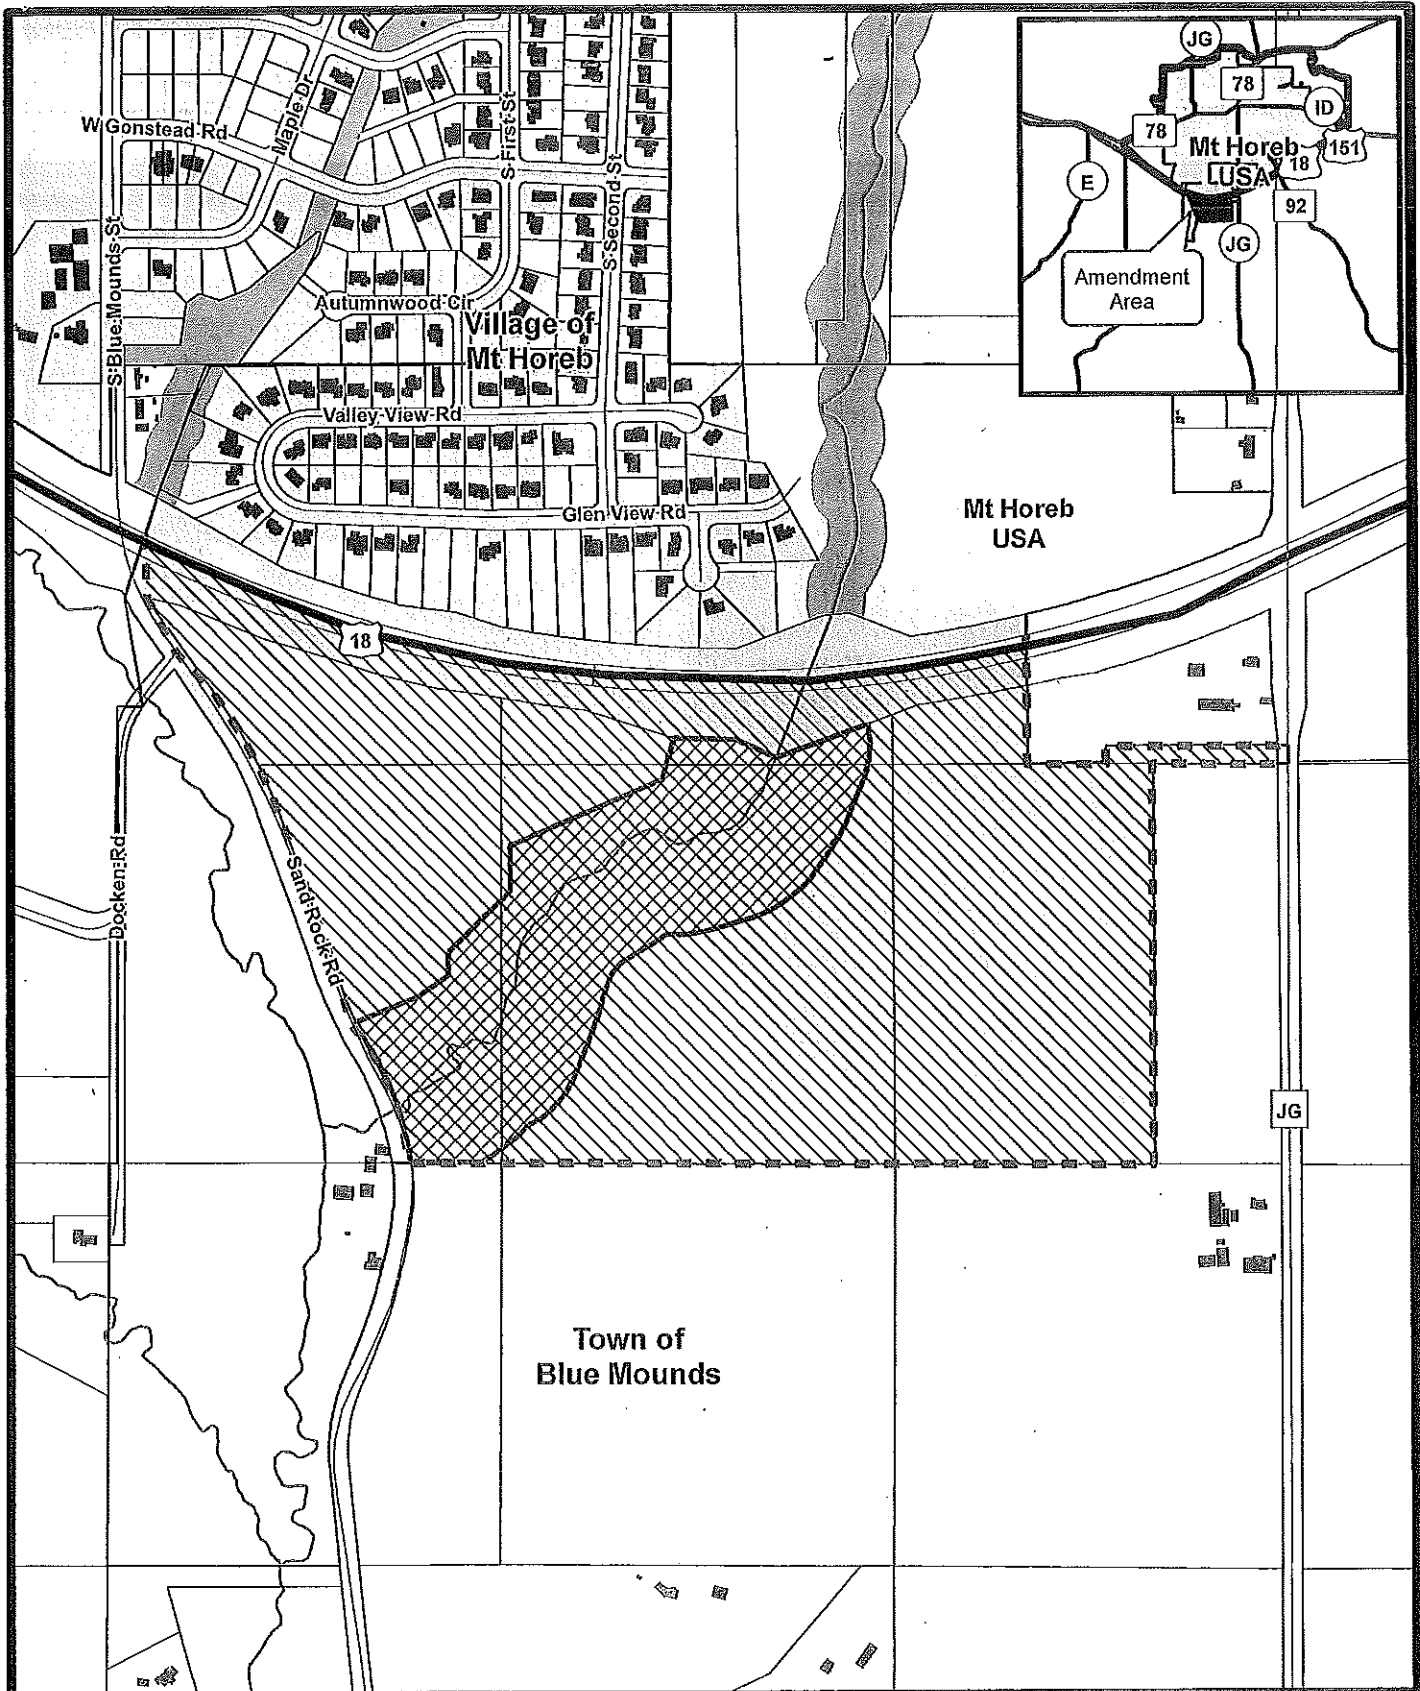 W Gonstead Rd
Maple Dr
S First St
S Second St
S Blue Mounds St
Autumnwood Cir
Village of
Mt Horeb
Valley View Rd
Glen View Rd
Mt Horeb
USA
18
Docken Rd
Sand Rock Rd
JG
Town of
Blue Mounds
JG
78
ID
78
Mt Horeb
USA
18
151
E
92
JG
Amendment
Area